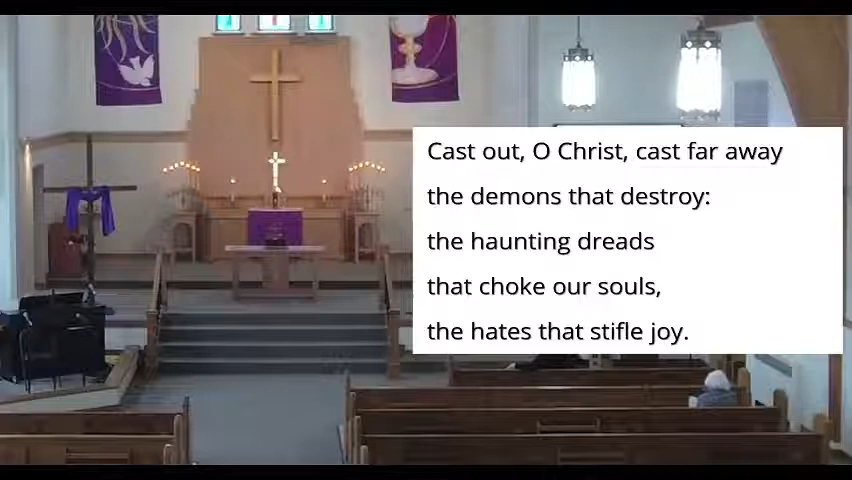 Cast out, O Christ, cast far away
the demons that destroy:
the haunting dreads
that choke our souls,
the hates that stifle joy.